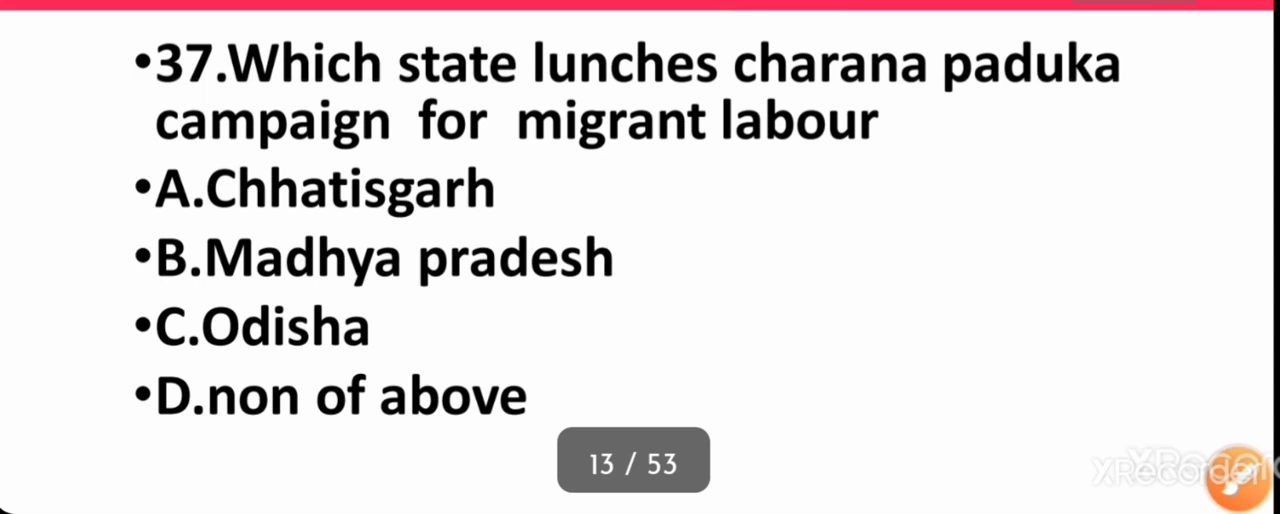 •37.Which state lunches charana paduka
campaign for migrant labour
•A.Chhatisgarh
•B.Madhya pradesh
•C.Odisha
•D.non of above
13 / 53
XRecorder